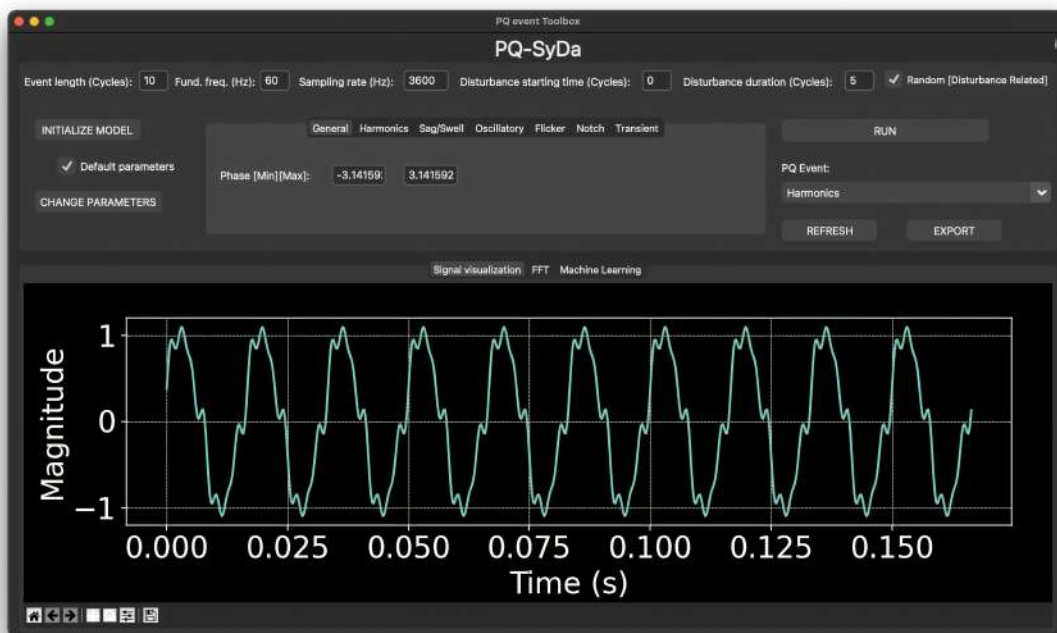 PQ event Toolbox
PQ-SyDa
Event length (Cycles): 10 Fund. freq. (Hz): 60 Sampling rate (Hz): 3600 Disturbance starting time (Cycles): 0 Disturbance duration (Cycles): 5 Random [Disturbance Related]
INITIALIZE MODEL
Default parameters
CHANGE PARAMETERS
General Harmonics Sag/Swell Oscillatory Flicker Notch Transient
Phase [Min][Max]: -3.14159 3.141592
RUN
PQ Event:
Harmonics
REFRESH EXPORT
Signal visualization FFT Machine Learning
Magnitude
1
0
−1
0.000 0.025 0.050 0.075 0.100 0.125 0.150
Time (s)